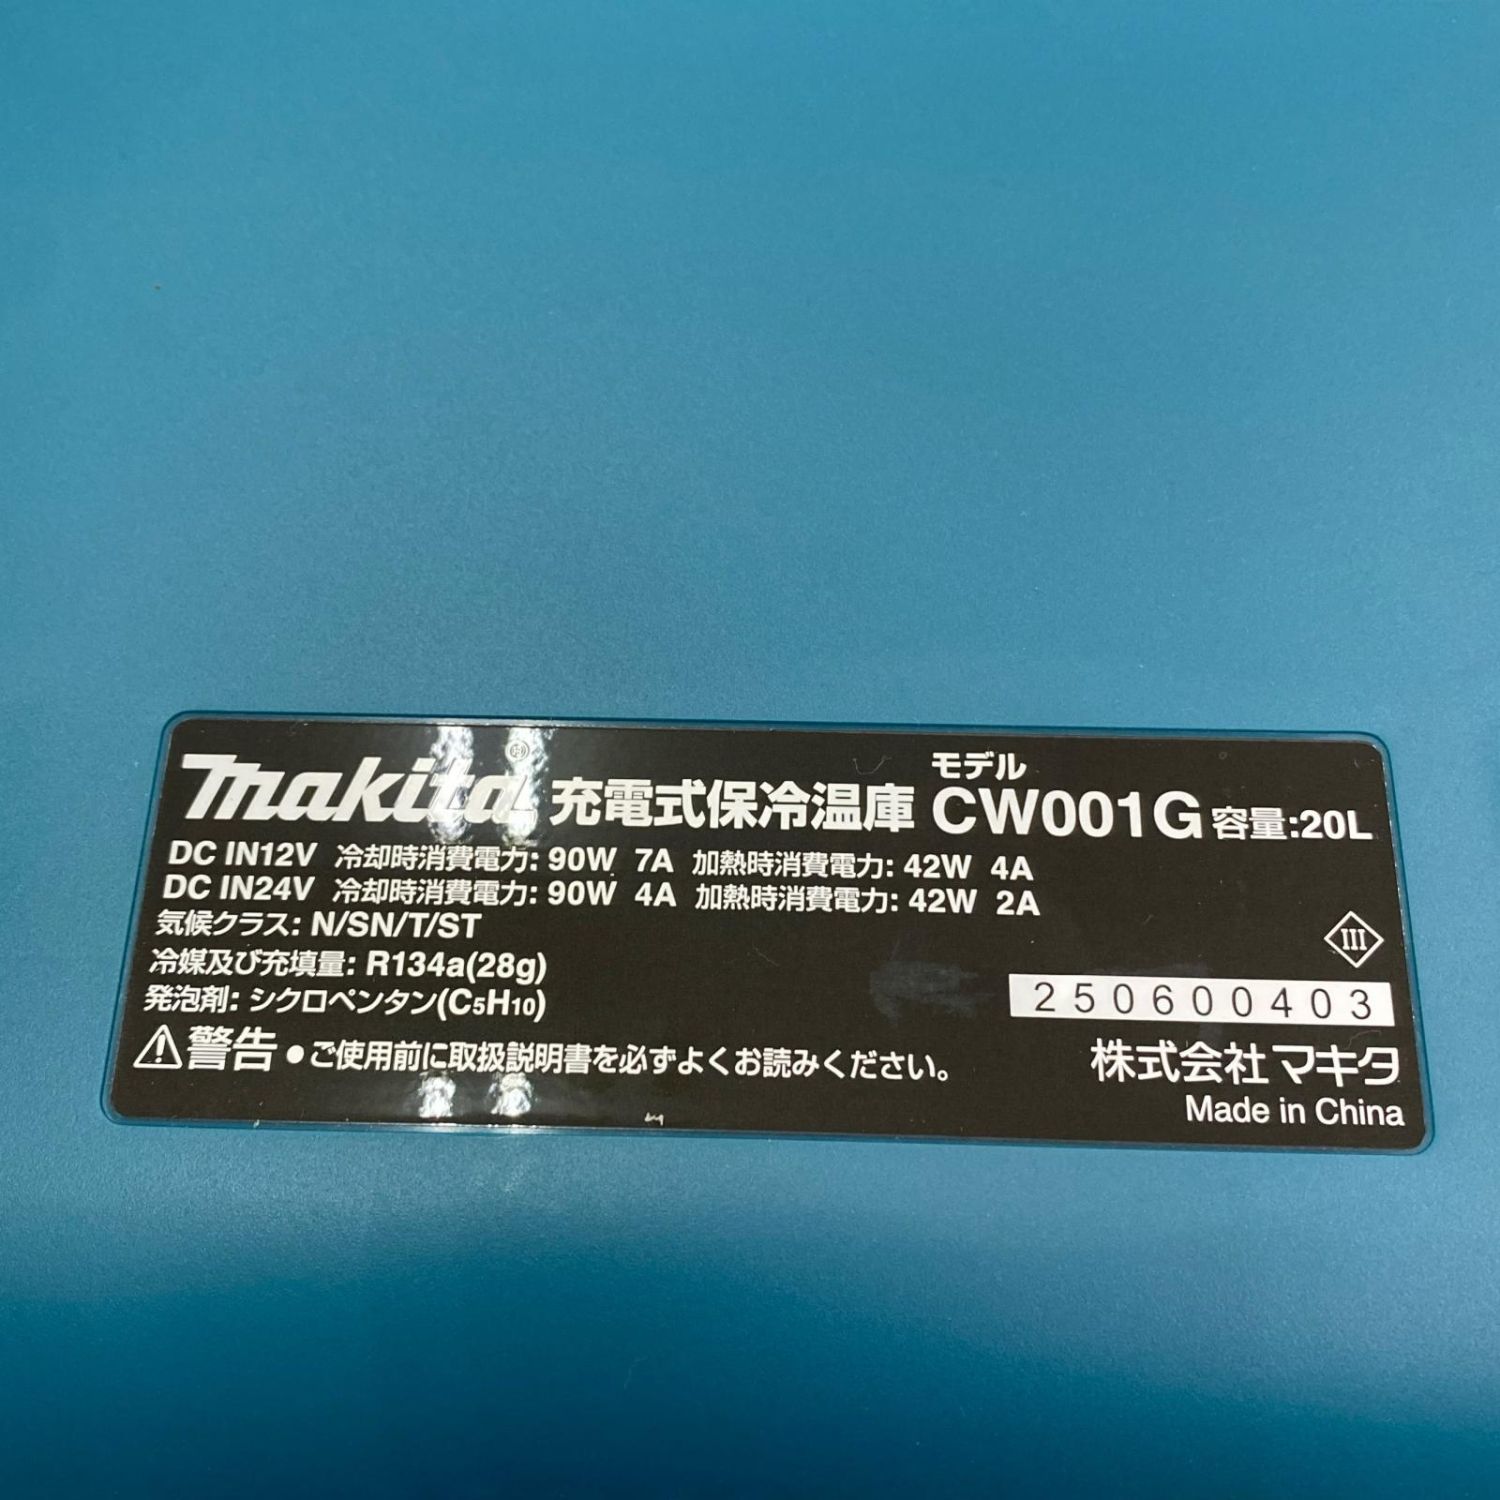 makita 充電式保冷温庫 モデル CW001G 容量:20L
DC IN12V 冷却時消費電力: 90W 7A 加熱時消費電力: 42W 4A
DC IN24V 冷却時消費電力: 90W 4A 加熱時消費電力: 42W 2A
気候クラス: N/SN/T/ST
冷媒及び充填量: R134a(28g)
発泡剤: シクロペンタン(C5H10)
⚠警告 ●ご使用前に取扱説明書を必ずよくお読みください。
III
250600403
株式会社マキタ
Made in China